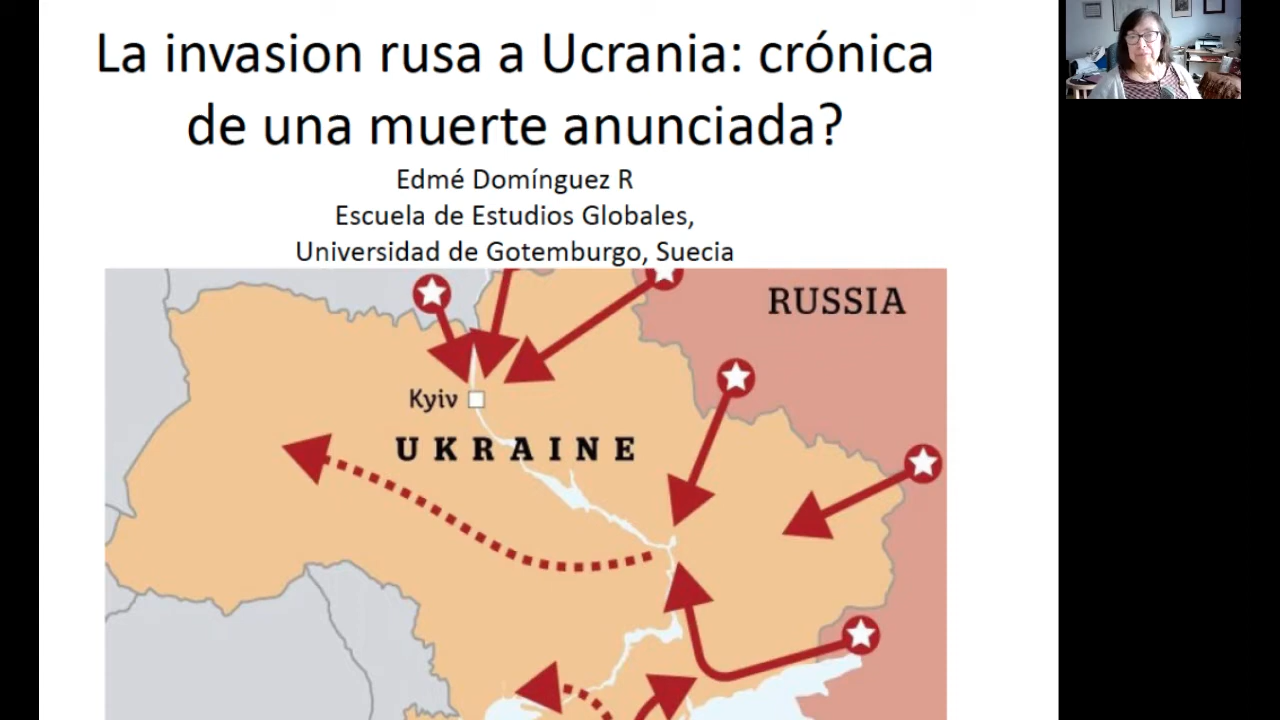 La invasion rusa a Ucrania: crónica
de una muerte anunciada?
Edmé Domínguez R
Escuela de Estudios Globales,
Universidad de Gotemburgo, Suecia
RUSSIA
Kyiv
UKRAINE